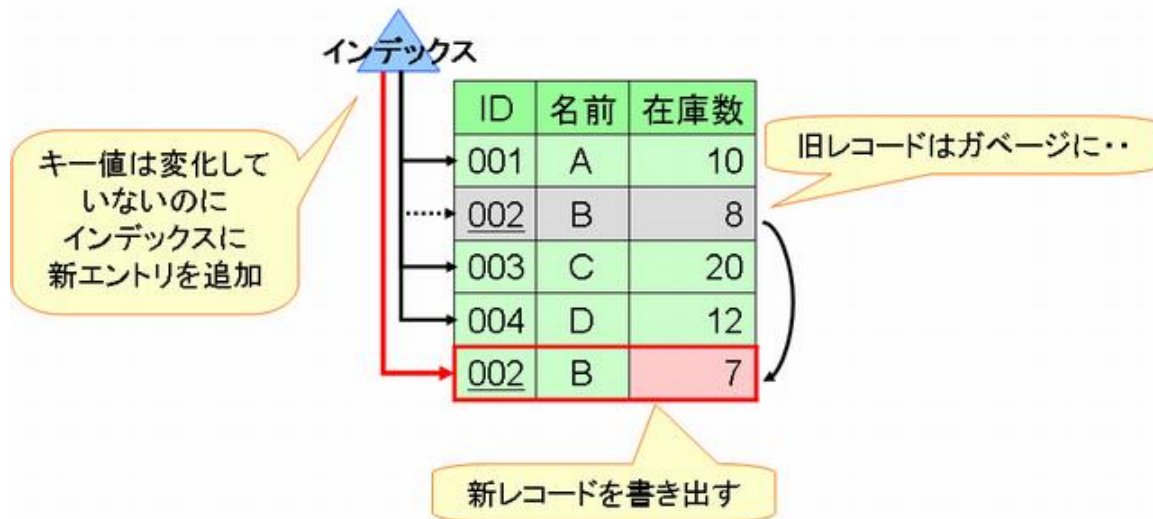 インデックス
ID 名前 在庫数
001 A 10
002 B 8
003 C 20
004 D 12
002 B 7
キー値は変化して
いないのに
インデックスに
新エントリを追加
旧レコードはガベージに・・
新レコードを書き出す